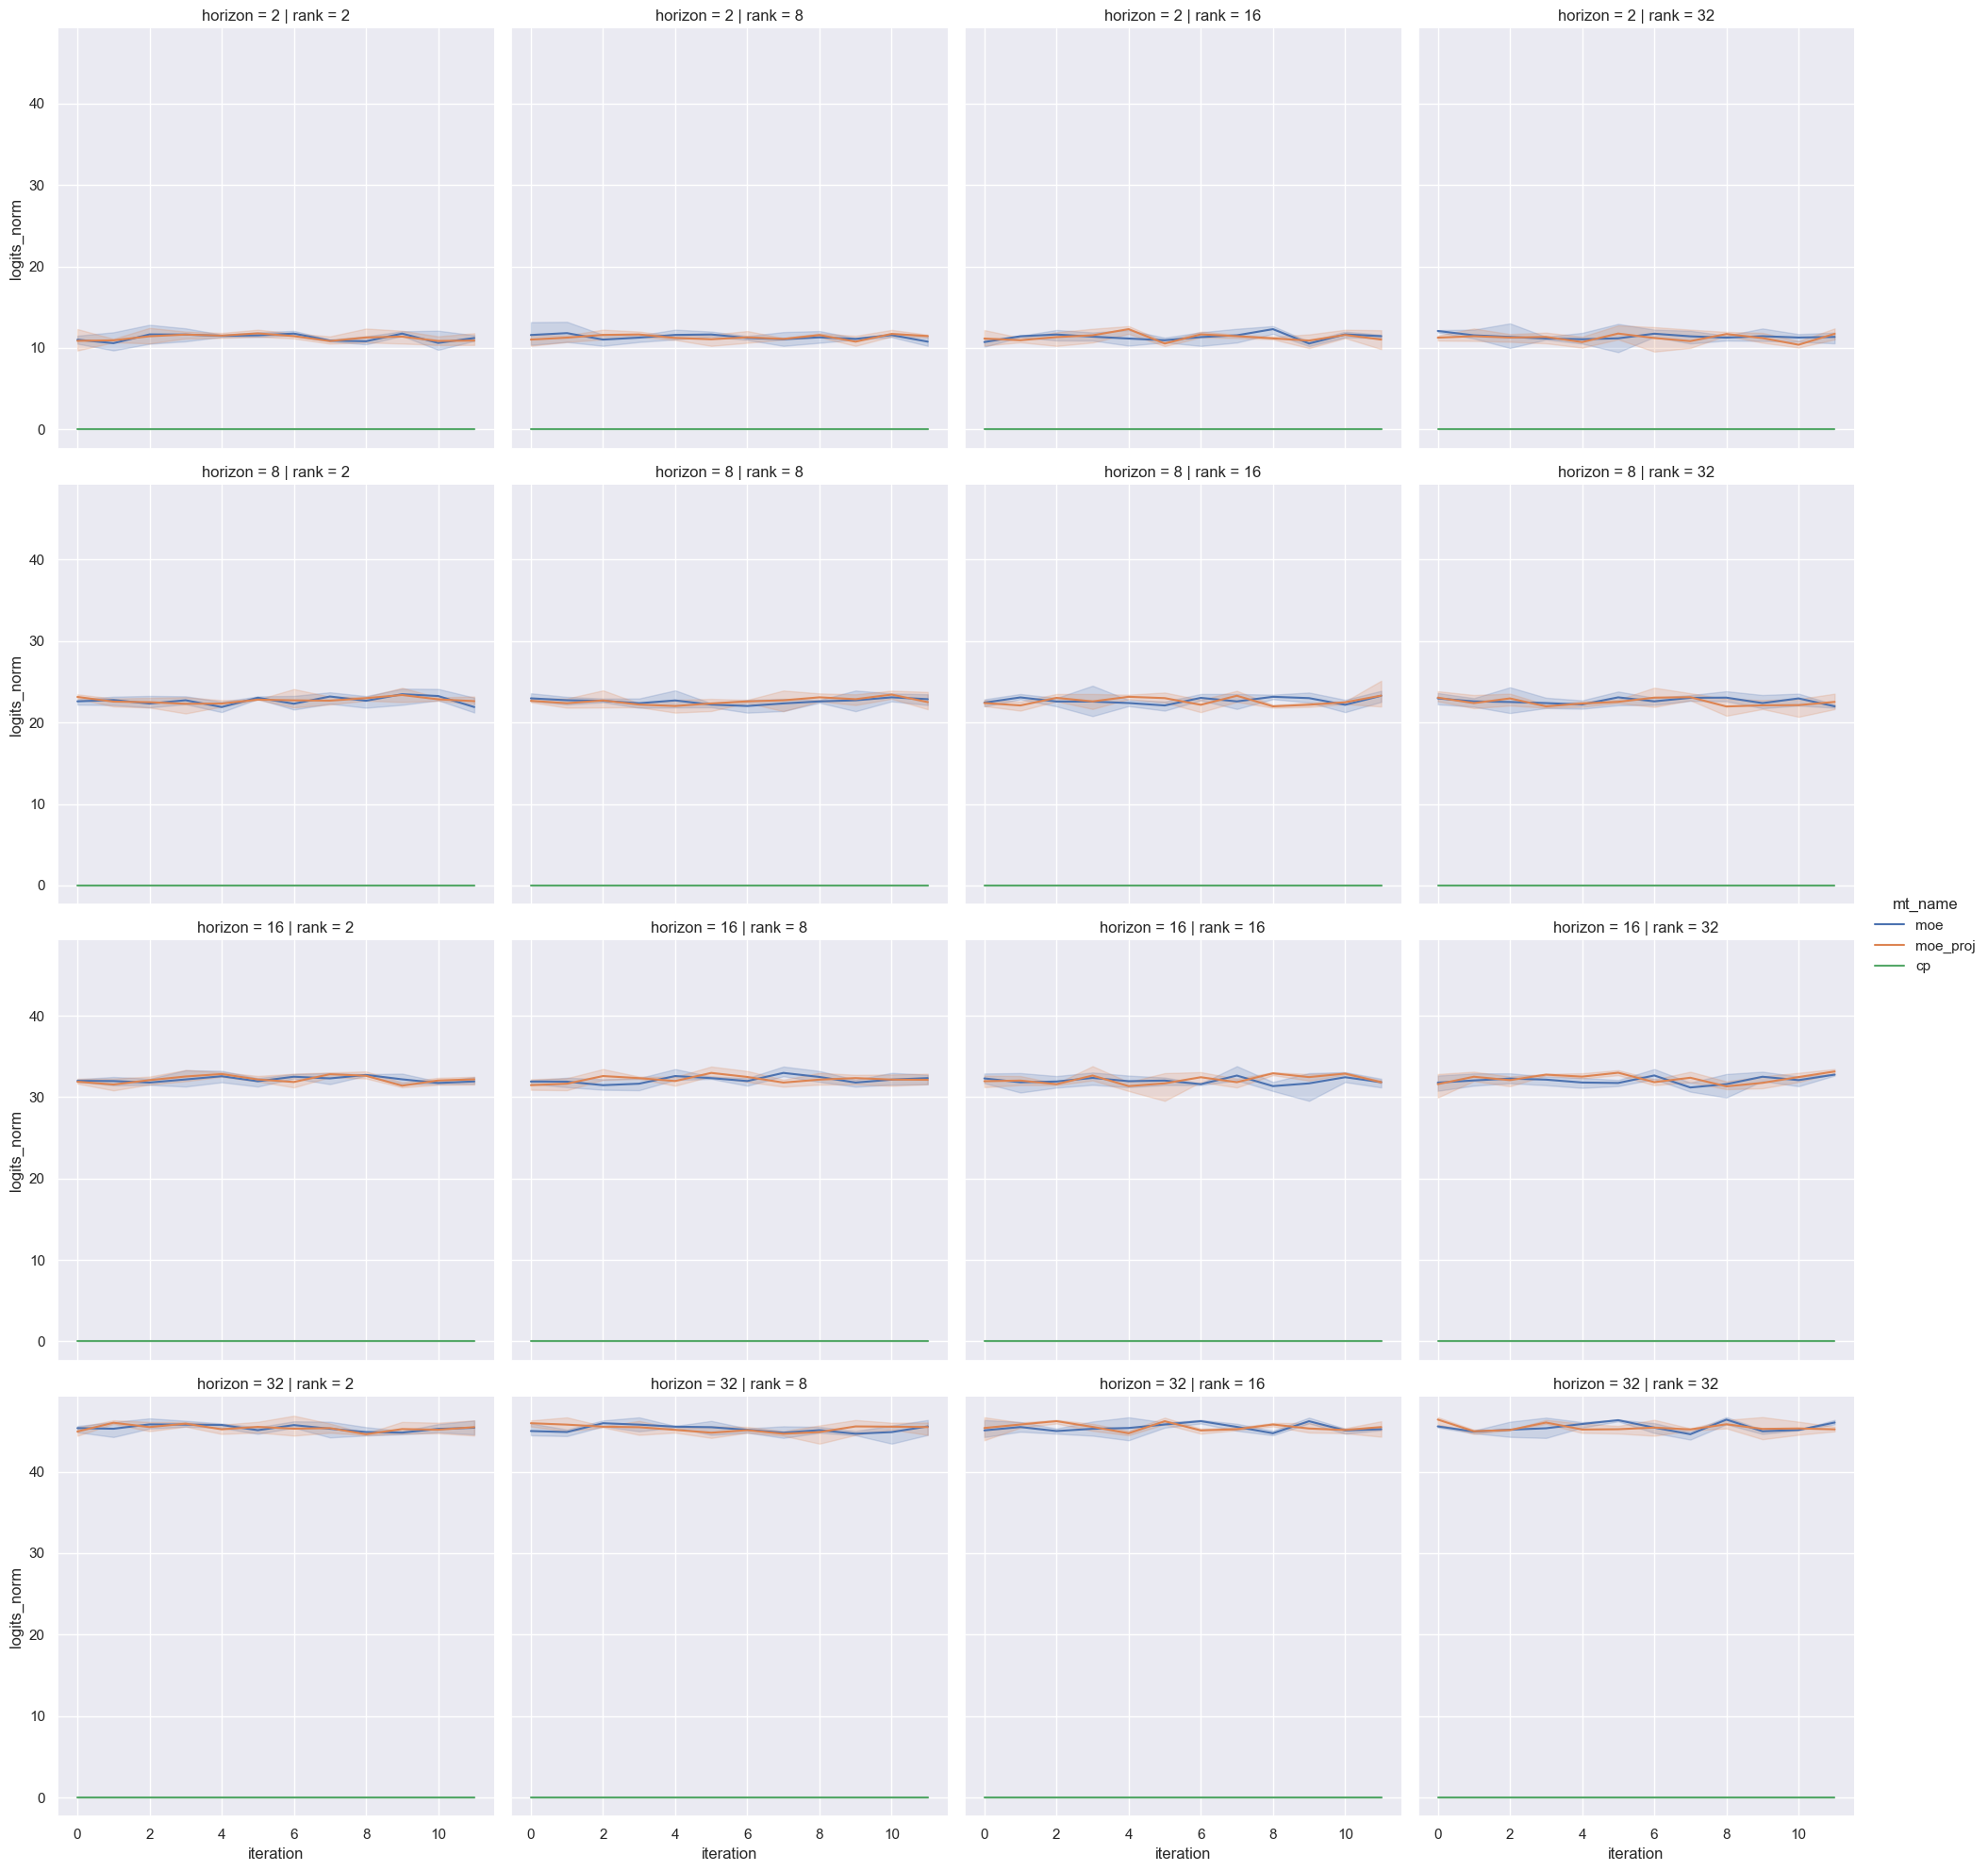 horizon = 2 | rank = 2
horizon = 2 | rank = 8
horizon = 2 | rank = 16
horizon = 2 | rank = 32
40
30
20
10
0
logits_norm
horizon = 8 | rank = 2
horizon = 8 | rank = 8
horizon = 8 | rank = 16
horizon = 8 | rank = 32
40
30
20
10
0
logits_norm
mt_name
moe
moe_proj
cp
horizon = 16 | rank = 2
horizon = 16 | rank = 8
horizon = 16 | rank = 16
horizon = 16 | rank = 32
40
30
20
10
0
logits_norm
horizon = 32 | rank = 2
horizon = 32 | rank = 8
horizon = 32 | rank = 16
horizon = 32 | rank = 32
40
30
20
10
0
logits_norm
0 2 4 6 8 10
iteration
0 2 4 6 8 10
iteration
0 2 4 6 8 10
iteration
0 2 4 6 8 10
iteration